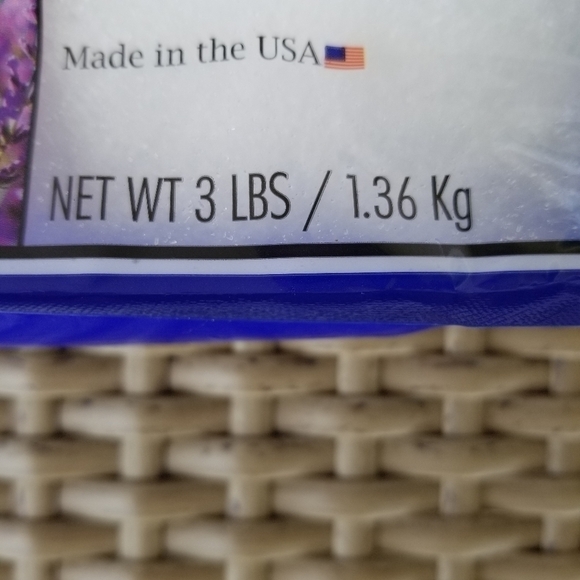 Made in the USA
NET WT 3 LBS / 1.36 Kg